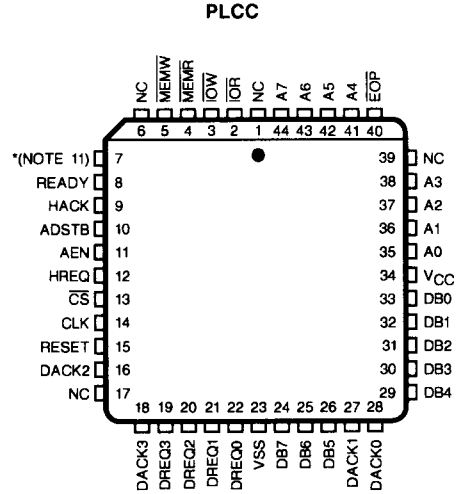 PLCC
NC
MEMW
MEMR
IOW
IOR
NC
A7
A6
A5
A4
EOP
6 5 4 3 2 1 44 43 42 41 40
*(NOTE 11) 7
READY 8
HACK 9
ADSTB 10
AEN 11
HREQ 12
CS 13
CLK 14
RESET 15
DACK2 16
NC 17
39 NC
38 A3
37 A2
36 A1
35 A0
34 VCC
33 DB0
32 DB1
31 DB2
30 DB3
29 DB4
18 19 20 21 22 23 24 25 26 27 28
DACK3
DREQ3
DREQ2
DREQ1
DREQ0
VSS
DB7
DB6
DB5
DACK1
DACK0